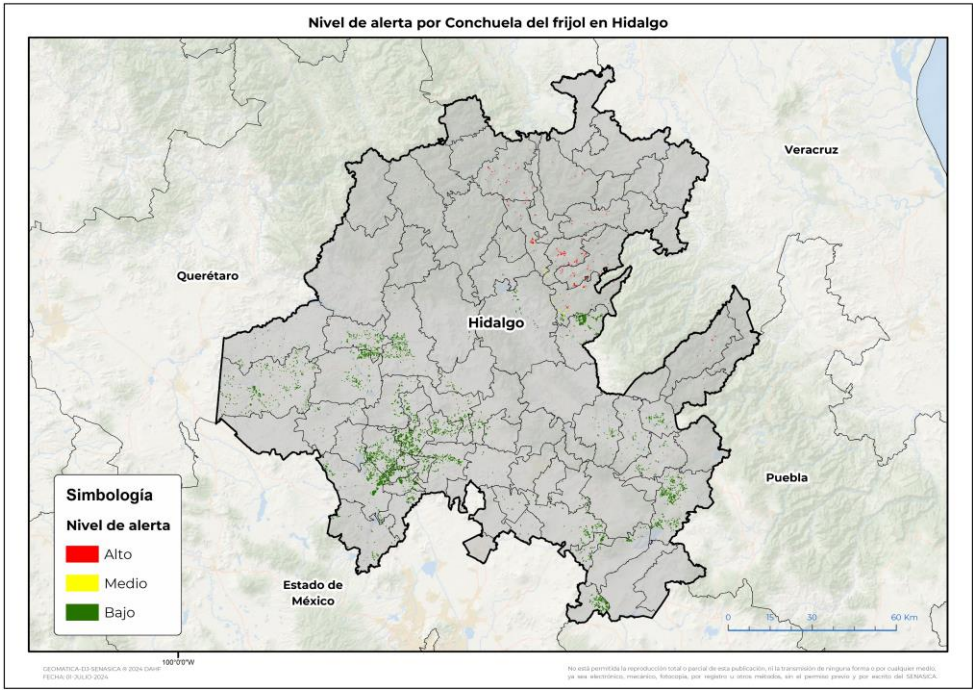 Nivel de alerta por Conchuela del frijol en Hidalgo
Veracruz
Querétaro
Hidalgo
Puebla
Estado de
México
Simbología
Nivel de alerta
Alto
Medio
Bajo
0 15 30 60 Km
100°0'0"W
GEOMATICA-DJ-SENASICA ® 2024 OAHF
FECHA: 01-JULIO-2024
No está permitida la reproducción total o parcial de esta publicación, ni la transmisión de ninguna forma o por cualquier medio,
ya sea electrónico, mecánico, fotocopia, por registro u otros métodos, sin el permiso previo y por escrito del SENASICA.